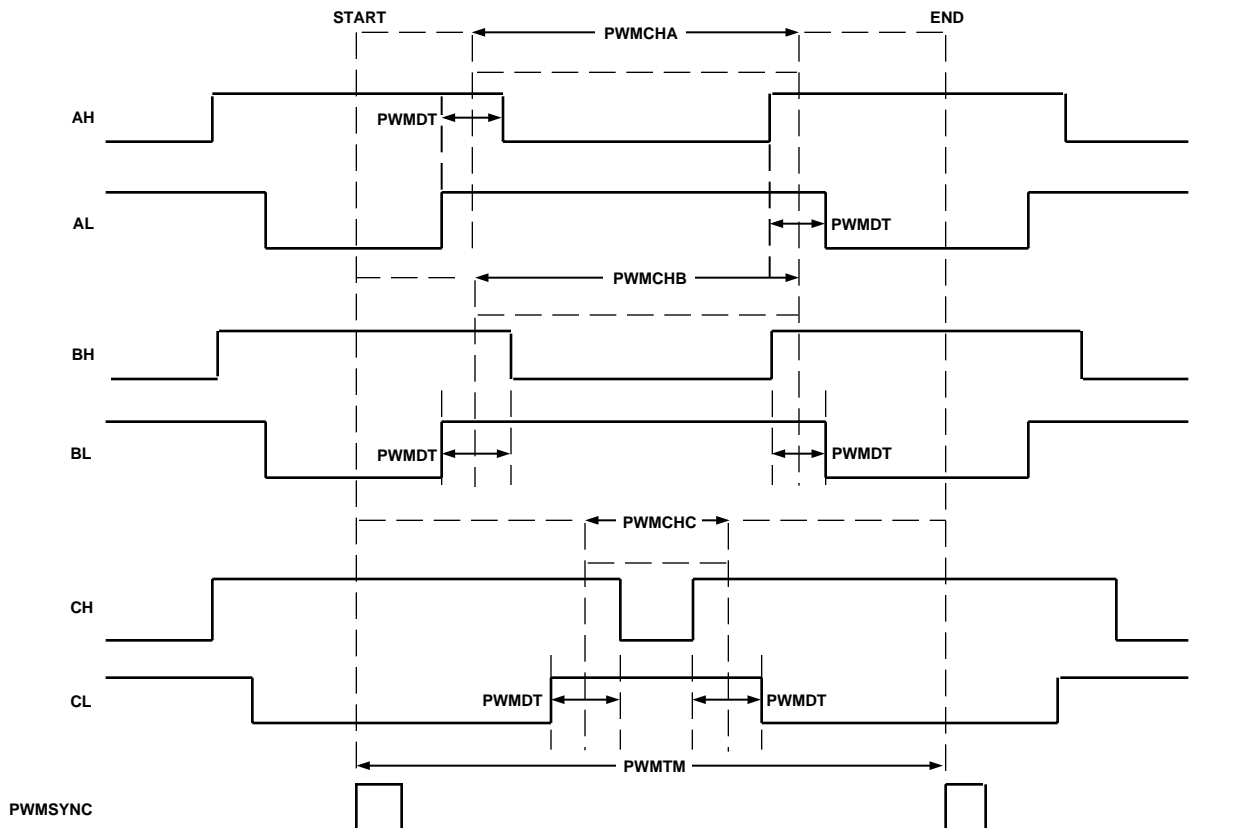 START
END
PWMCHA
AH
PWMDT
AL
PWMDT
PWMCHB
BH
BL
PWMDT
PWMDT
PWMCHC
CH
CL
PWMDT
PWMDT
PWMTM
PWMSYNC